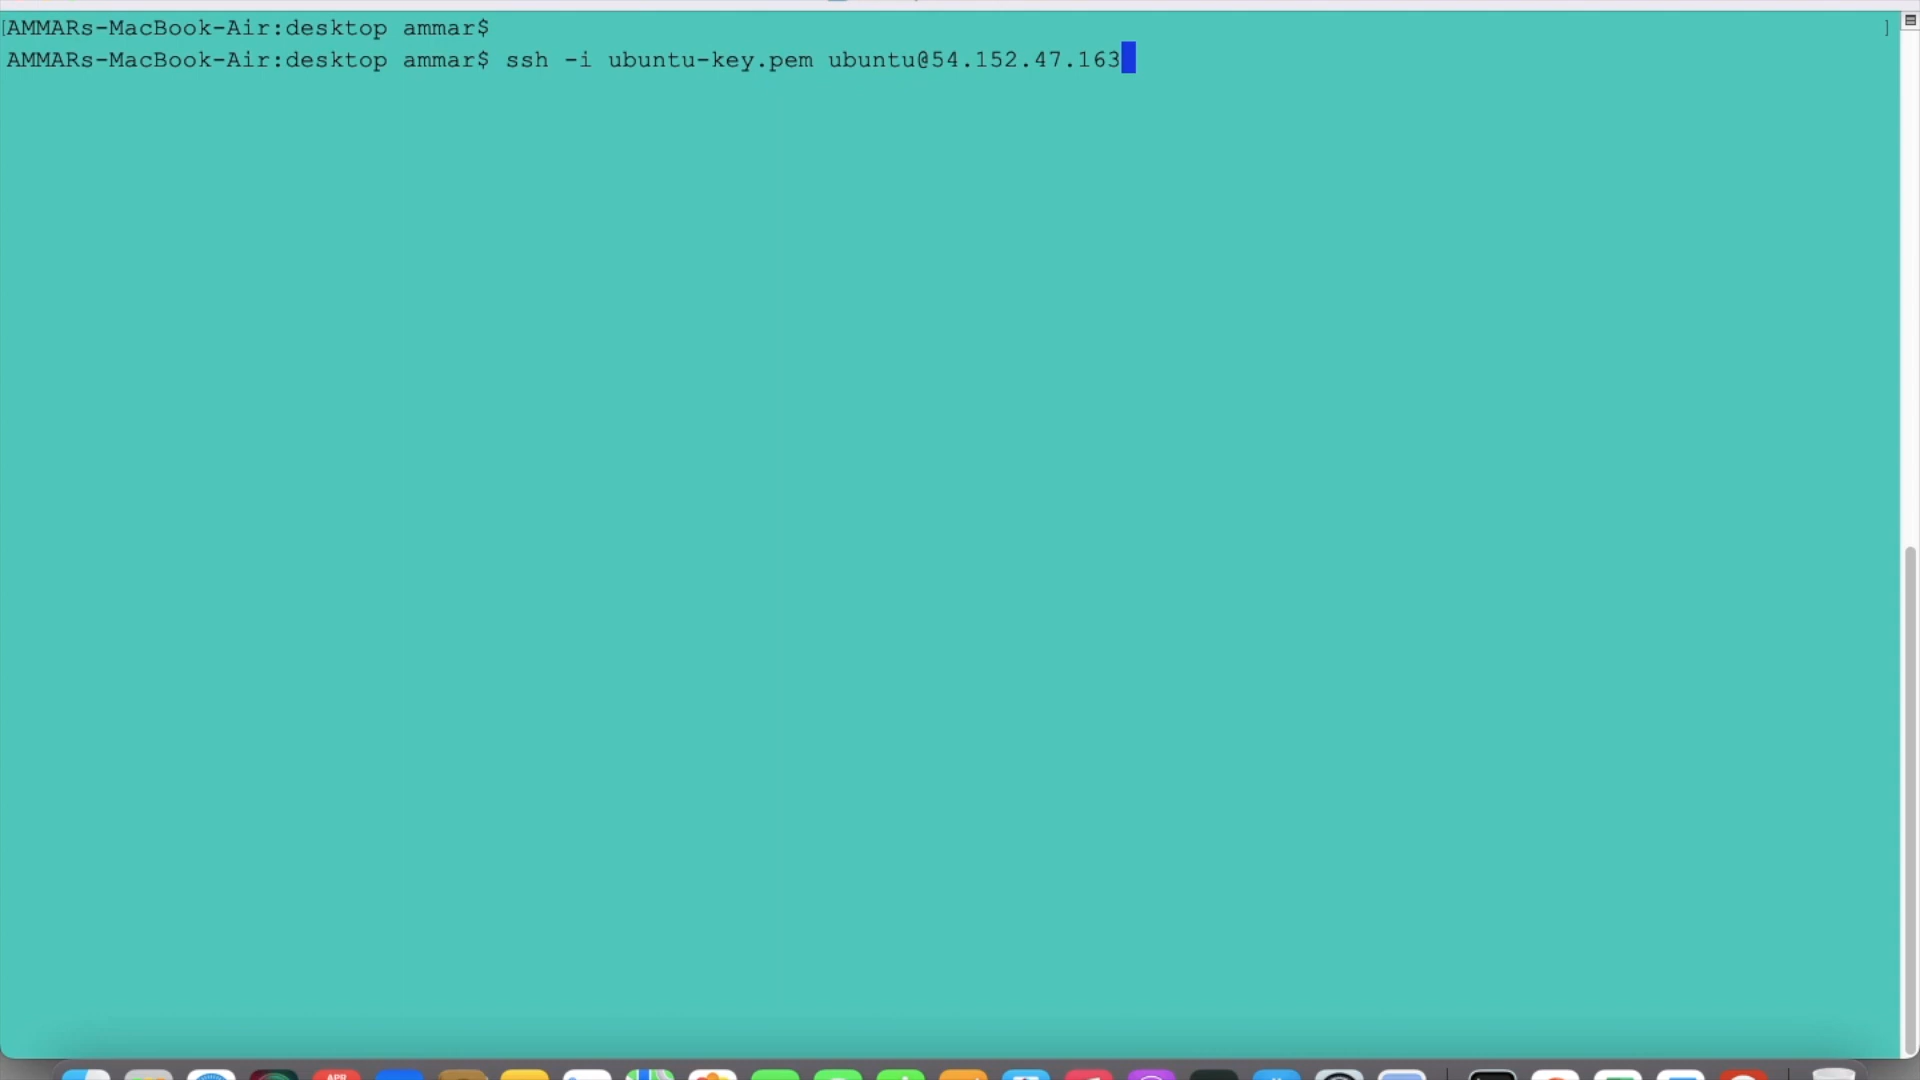 [AMMARs-MacBook-Air:desktop ammar$ ]
AMMARs-MacBook-Air:desktop ammar$ ssh -i ubuntu-key.pem ubuntu@54.152.47.163
APR